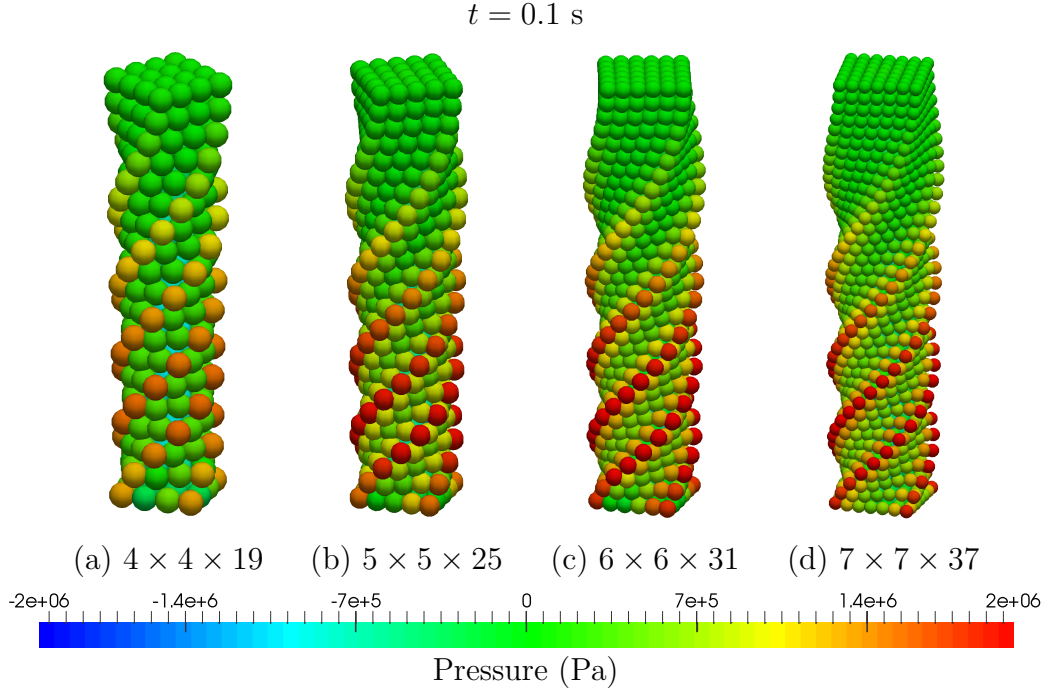 t = 0.1 s
(a) 4 × 4 × 19 (b) 5 × 5 × 25 (c) 6 × 6 × 31 (d) 7 × 7 × 37
-2e+06 -1.4e+6 -7e+5 0 7e+5 1.4e+6 2e+06
Pressure (Pa)